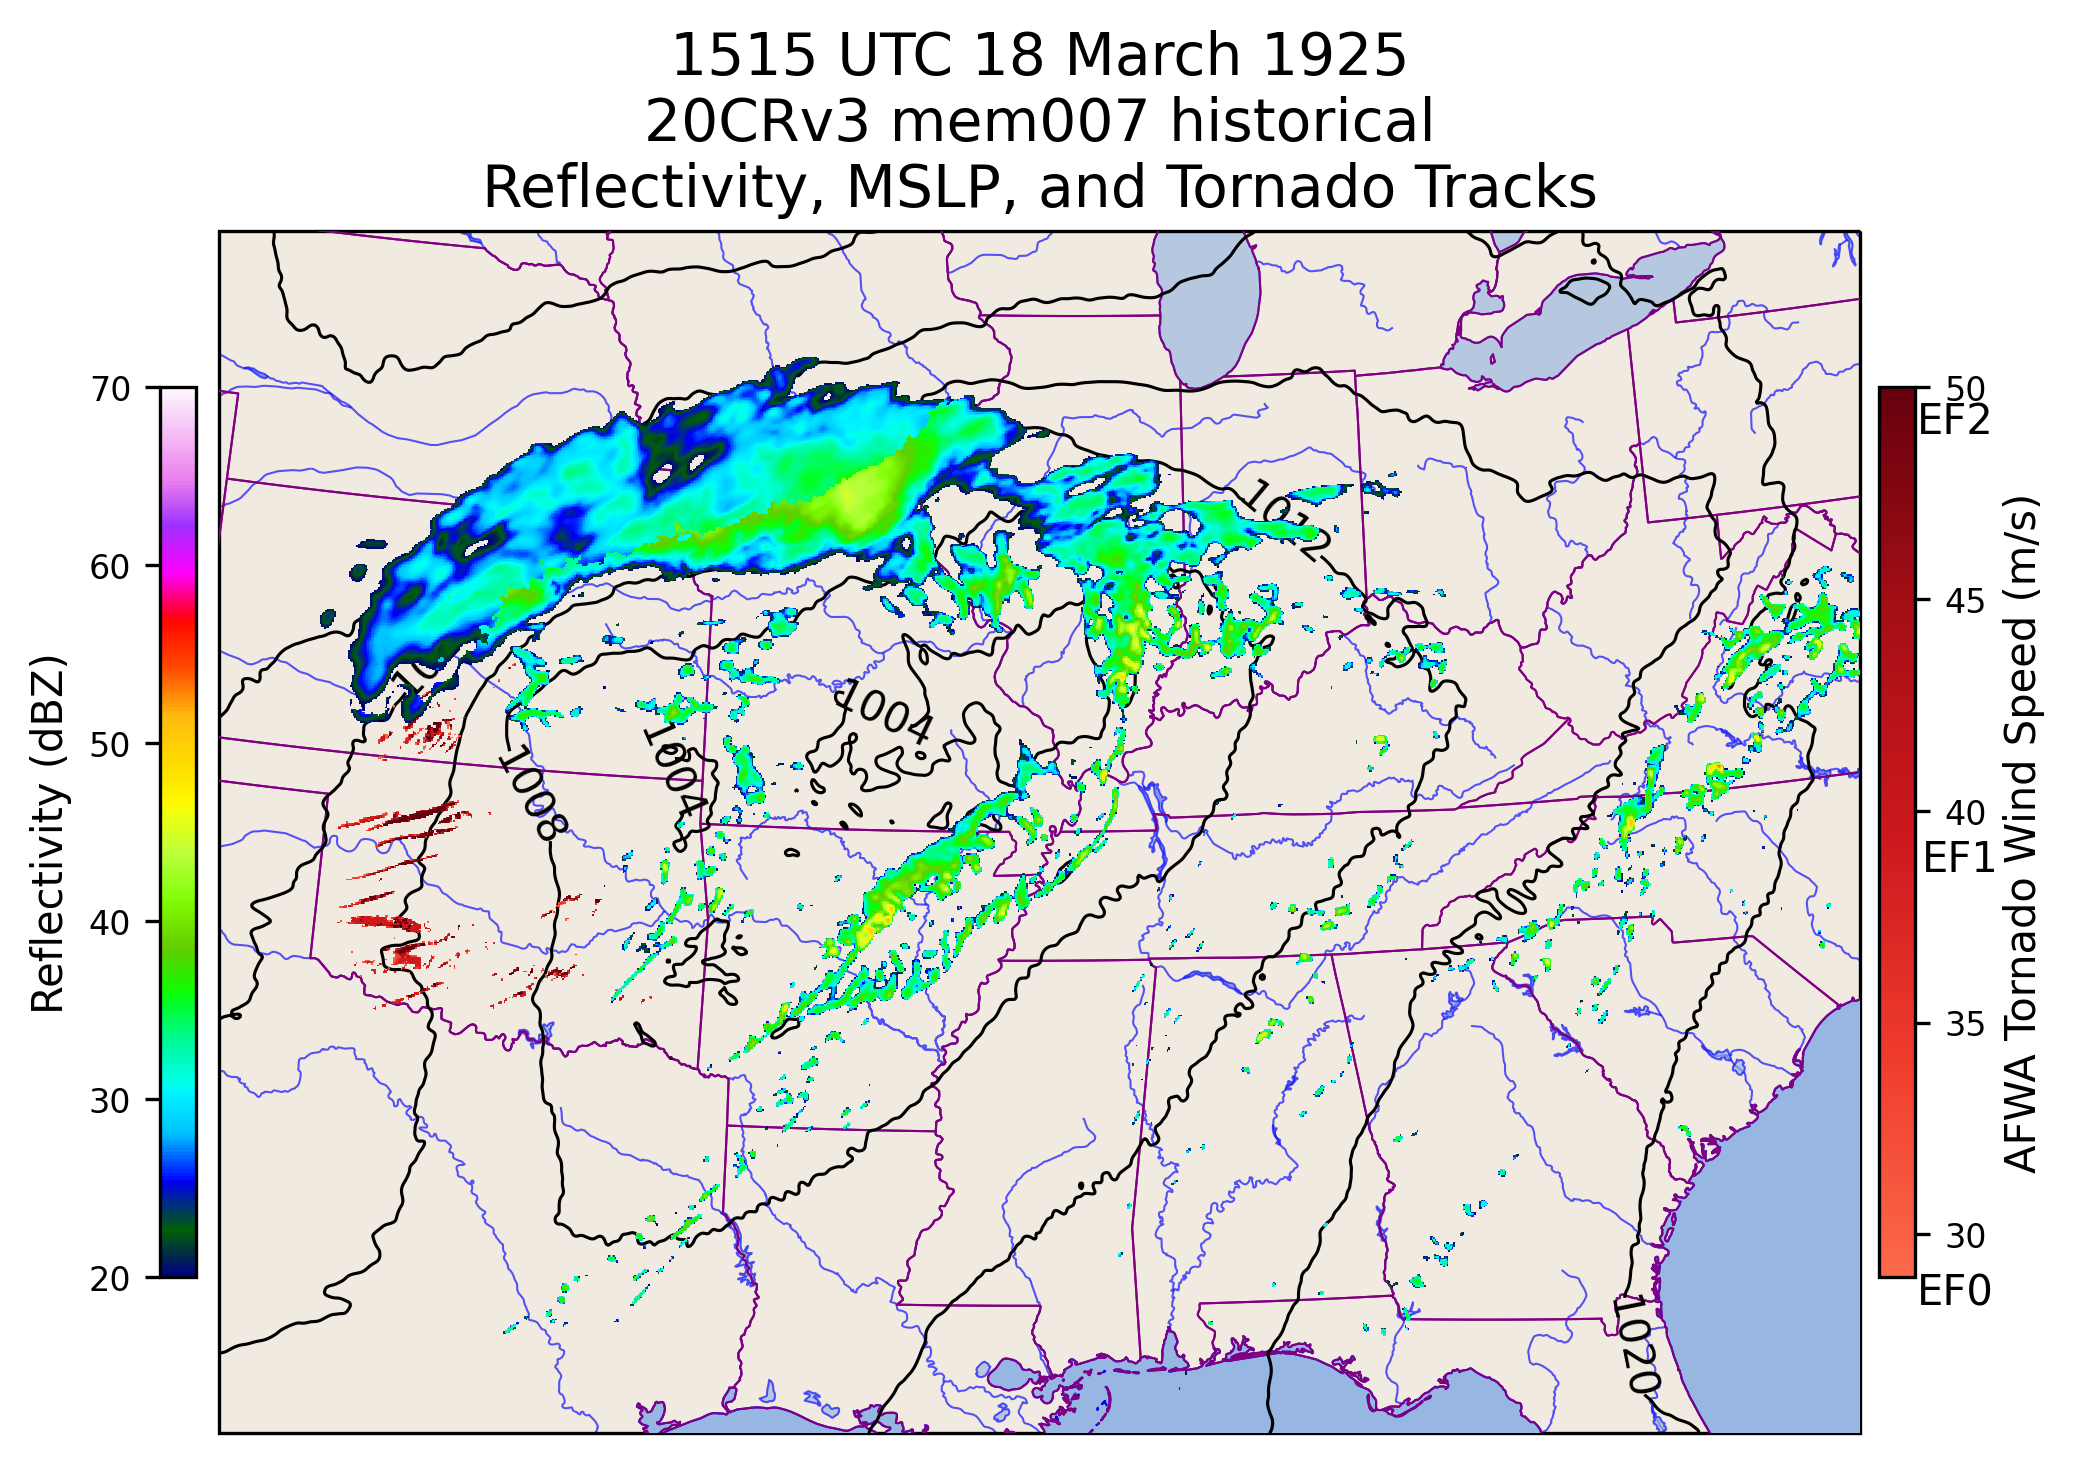 1515 UTC 18 March 1925
20CRv3 mem007 historical
Reflectivity, MSLP, and Tornado Tracks
Reflectivity (dBZ)
70
60
50
40
30
20
1012
1004
1008
1004
1020
50
EF2
45
40
EF1
35
30
EF0
AFWA Tornado Wind Speed (m/s)